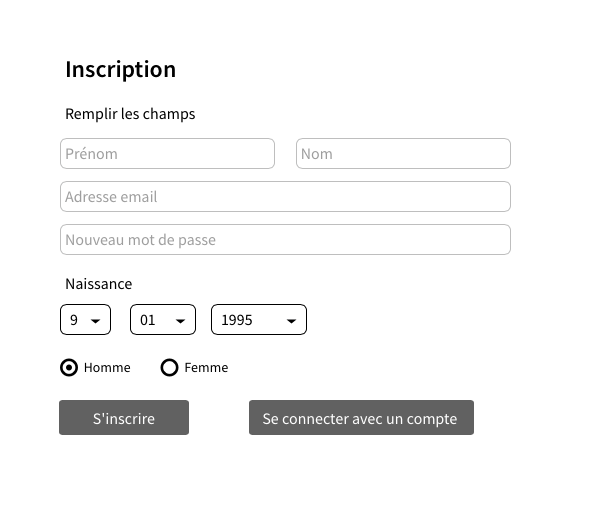 Inscription
Remplir les champs
Prénom Nom
Adresse email
Nouveau mot de passe
Naissance
9 01 1995
Homme Femme
S'inscrire Se connecter avec un compte